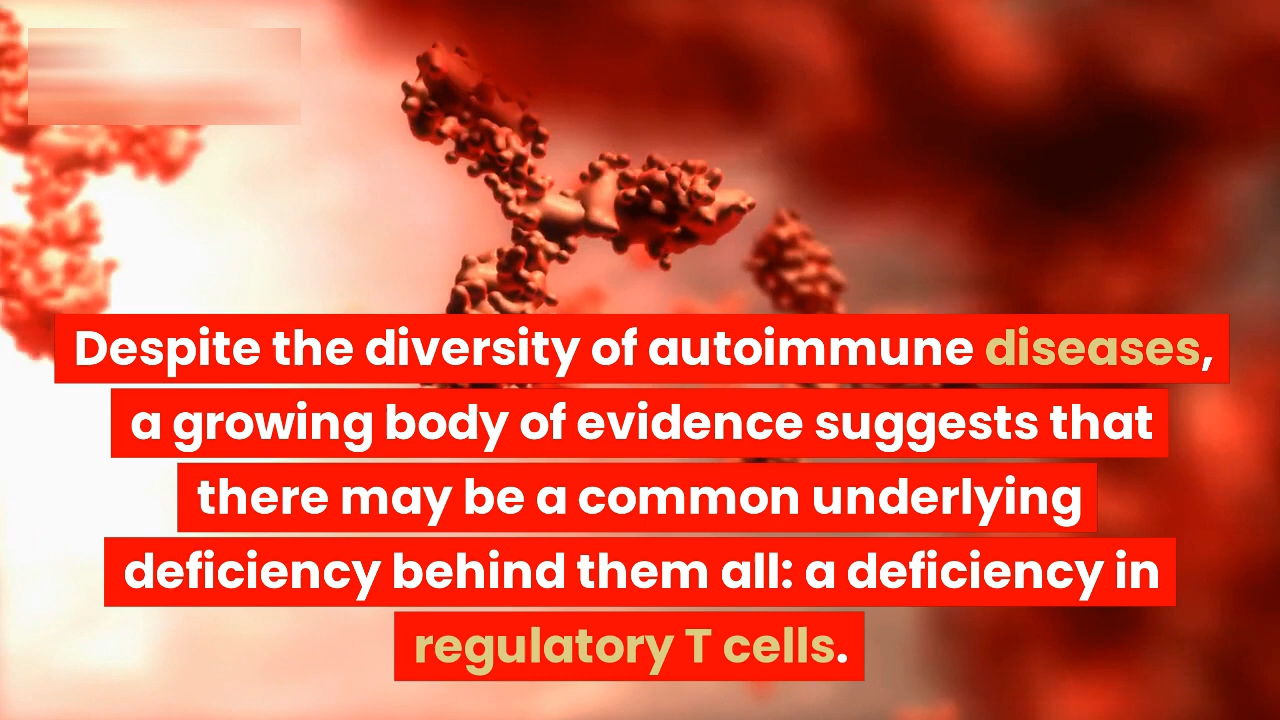 Despite the diversity of autoimmune diseases,
a growing body of evidence suggests that
there may be a common underlying
deficiency behind them all: a deficiency in
regulatory T cells.